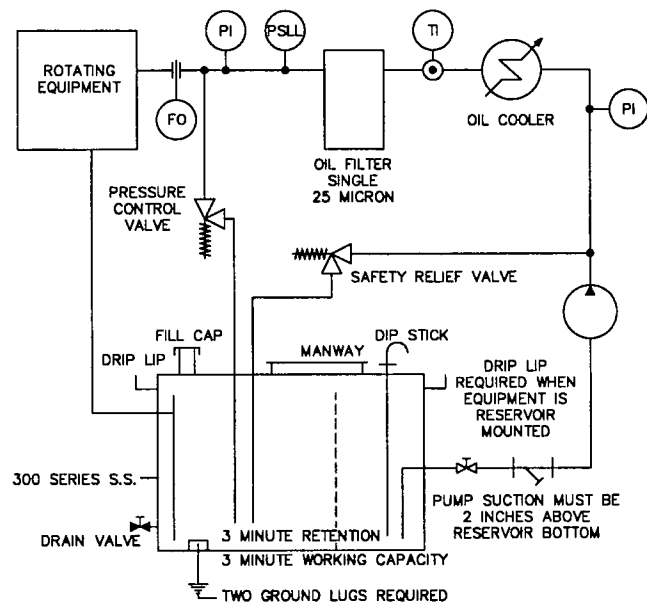 PI
PSLL
TI
ROTATING
EQUIPMENT
FO
OIL FILTER
SINGLE
25 MICRON
OIL COOLER
PI
PRESSURE
CONTROL
VALVE
SAFETY RELIEF VALVE
FILL CAP
DRIP LIP
MANWAY
DIP STICK
DRIP LIP
REQUIRED WHEN
EQUIPMENT IS
RESERVOIR
MOUNTED
300 SERIES S.S.
PUMP SUCTION MUST BE
2 INCHES ABOVE
RESERVOIR BOTTOM
DRAIN VALVE
3 MINUTE RETENTION
3 MINUTE WORKING CAPACITY
TWO GROUND LUGS REQUIRED